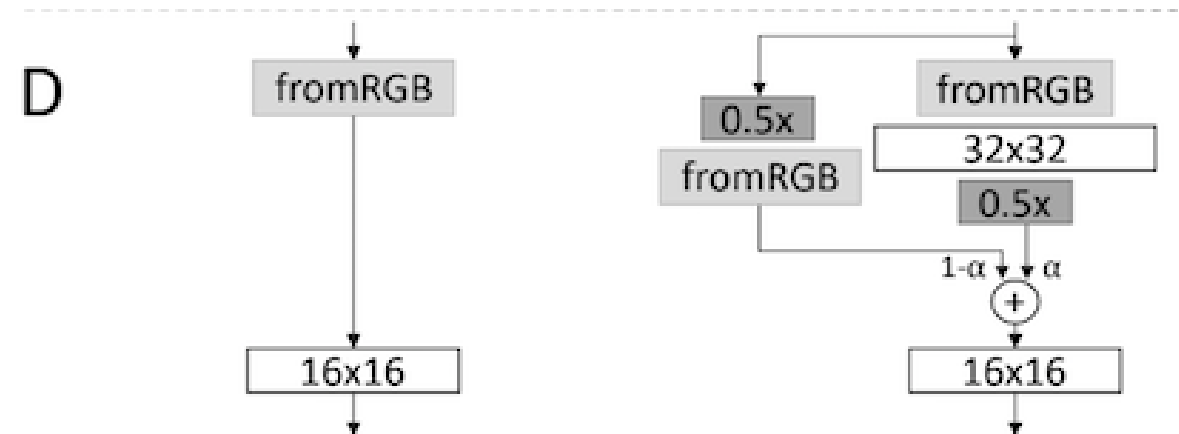 D
fromRGB
16x16
fromRGB
0.5x
32x32
fromRGB
0.5x
1-α
α
+
16x16